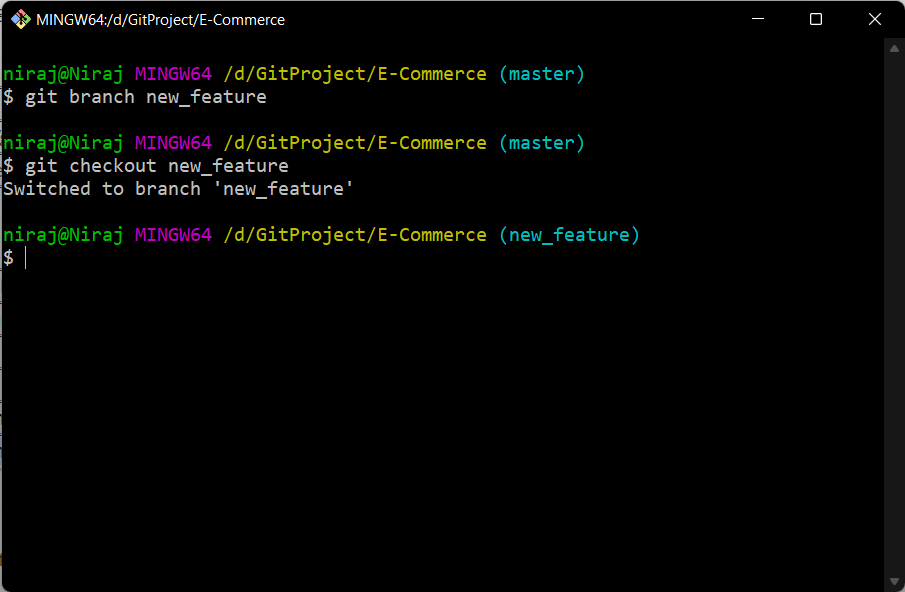 MINGW64:/d/GitProject/E-Commerce
niraj@Niraj MINGW64 /d/GitProject/E-Commerce (master)
$ git branch new_feature
niraj@Niraj MINGW64 /d/GitProject/E-Commerce (master)
$ git checkout new_feature
Switched to branch 'new_feature'
niraj@Niraj MINGW64 /d/GitProject/E-Commerce (new_feature)
$